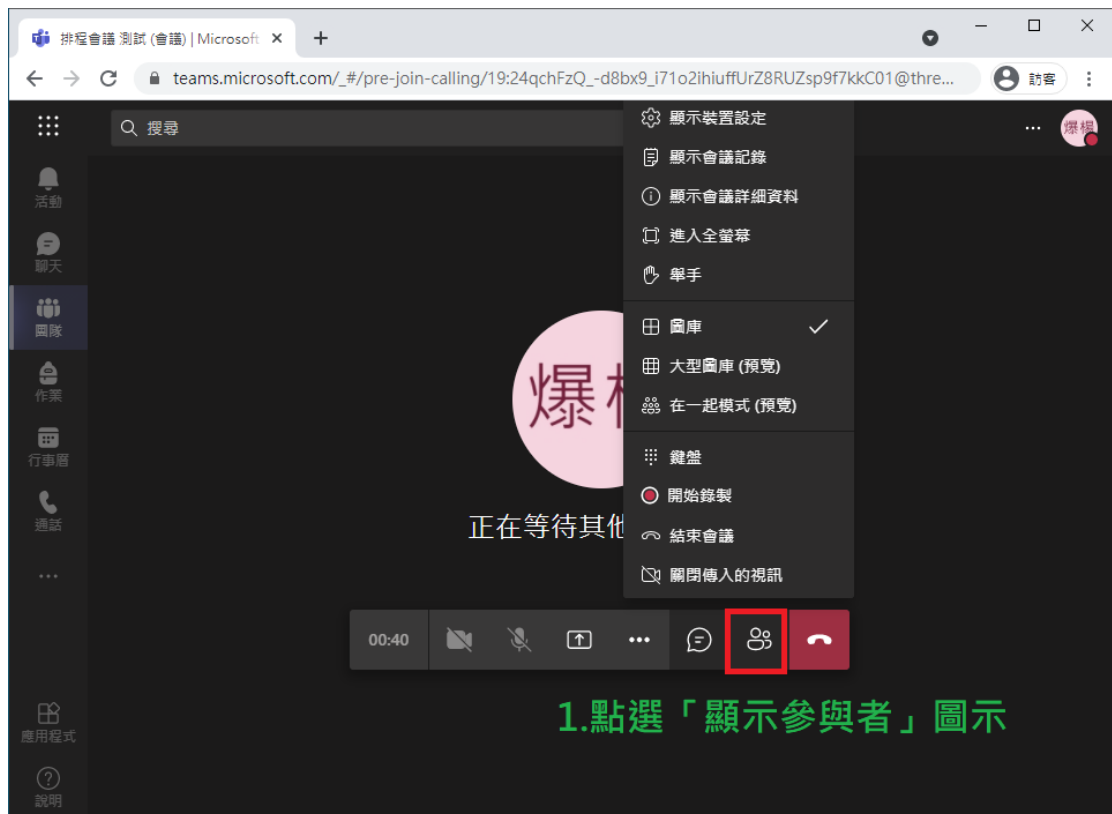 排程會議 測試 (會議) | Microsoft
teams.microsoft.com/_#/pre-join-calling/19:24qchFzQ_-d8bx9_i71o2ihiuffUrZ8RUZsp9f7kkC01@thre...
訪客
搜尋
爆楊
活動
聊天
團隊
作業
行事曆
通話
應用程式
說明
顯示裝置設定
顯示會議記錄
顯示會議詳細資料
進入全螢幕
舉手
圖庫
大型圖庫 (預覽)
在一起模式 (預覽)
鍵盤
開始錄製
結束會議
關閉傳入的視訊
爆
正在等待其他
00:40
1.點選「顯示參與者」圖示